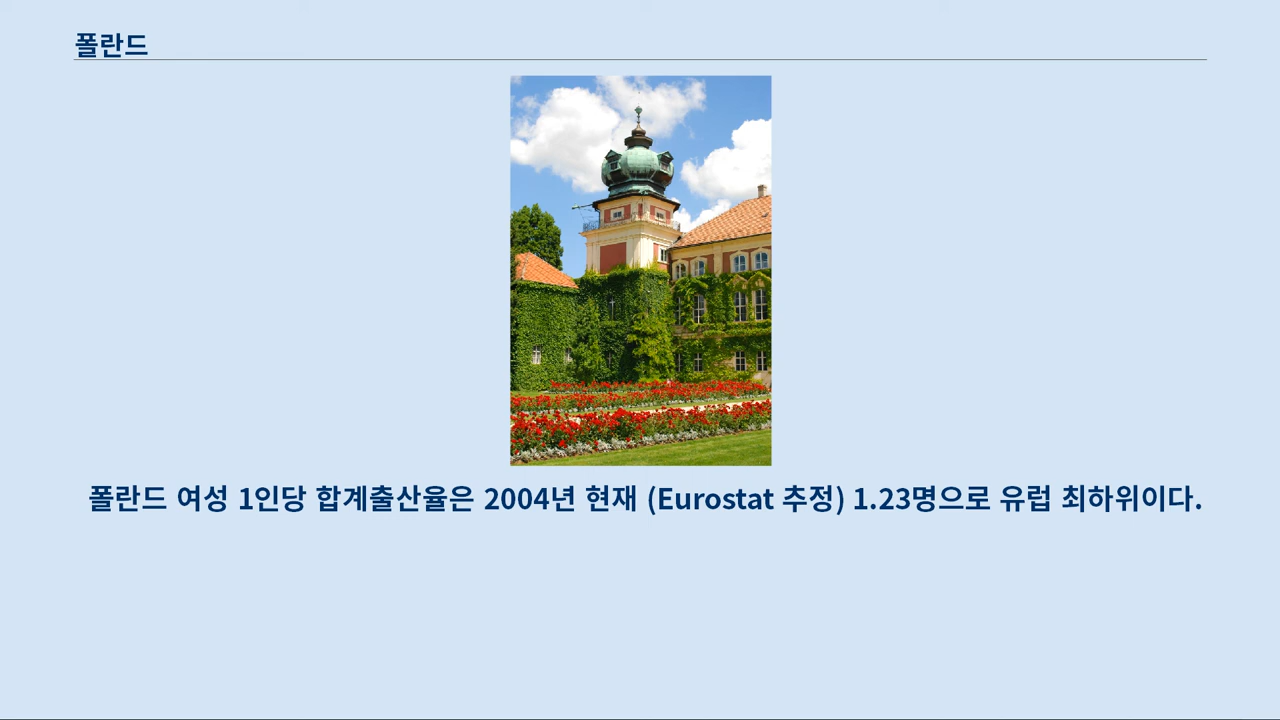 폴란드
폴란드 여성 1인당 합계출산율은 2004년 현재 (Eurostat 추정) 1.23명으로 유럽 최하위이다.